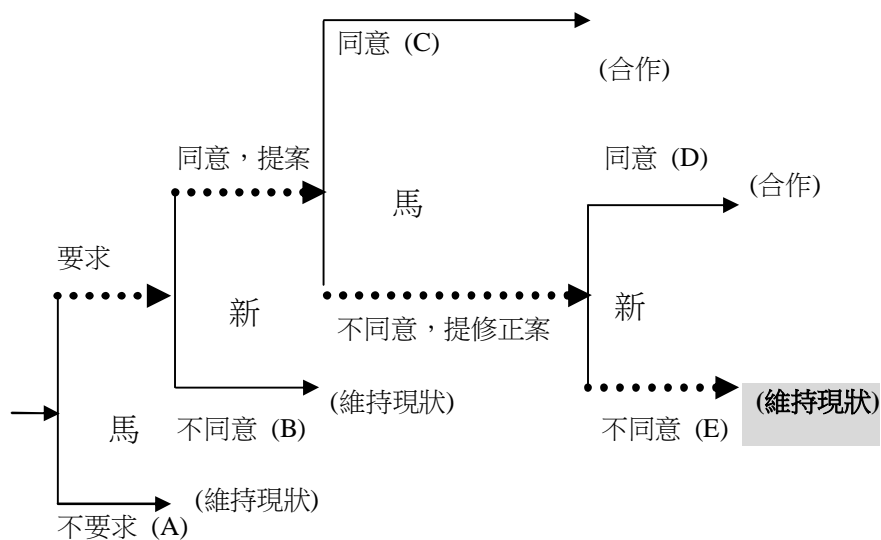 同意 (C)
(合作)
同意，提案
同意 (D)
(合作)
馬
要求
新
不同意，提修正案
新
(維持現狀)
(維持現狀)
馬
不同意 (B)
不同意 (E)
(維持現狀)
不要求 (A)